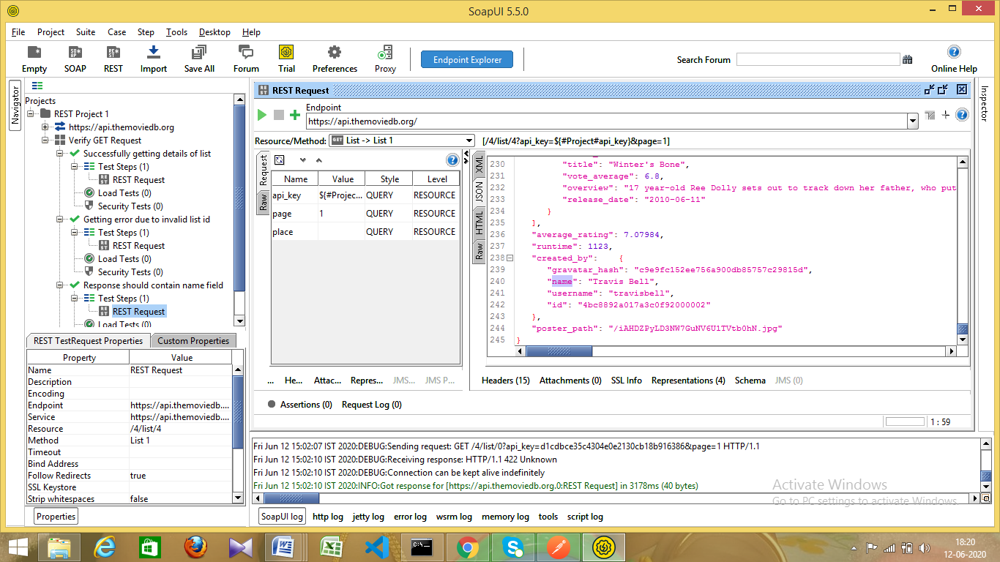 SoapUI 5.5.0
File Project Suite Case Step Tools Desktop Help
Empty SOAP REST Import Save All Forum Trial Preferences Proxy Endpoint Explorer Search Forum Online Help
Navigator
Projects
REST Project 1
https://api.themoviedb.org
Verify GET Request
Successfully getting details of list
Test Steps (1)
REST Request
Load Tests (0)
Security Tests (0)
Getting error due to invalid list id
Test Steps (1)
REST Request
Load Tests (0)
Security Tests (0)
Response should contain name field
Test Steps (1)
REST Request
Load Tests (0)
REST TestRequest Properties Custom Properties
Property Value
Name REST Request
Description
Encoding
Endpoint https://api.themoviedb....
Service https://api.themoviedb....
Resource /4/list/4
Method List 1
Timeout
Bind Address
Follow Redirects true
SSL Keystore
Strip whitespaces false
Properties
REST Request
Endpoint
https://api.themoviedb.org/
Resource/Method: GET List -> List 1 [/4/list/4?api_key=${#Project#api_key}&page=1]
Request
Raw
Name Value Style Level
api_key ${#Projec... QUERY RESOURCE
page 1 QUERY RESOURCE
place QUERY RESOURCE
... He... Attac... Repres... JMS... JMS P...
XML
JSON
HTML
Raw
230 "title": "Winter's Bone",
231 "vote_average": 6.8,
232 "overview": "17 year-old Ree Dolly sets out to track down her father, who put
233 "release_date": "2010-06-11"
234 }
235 ],
236 "average_rating": 7.07984,
237 "runtime": 1123,
238 "created_by": {
239 "gravatar_hash": "c9e9fc152ee756a900db85757c29815d",
240 "name": "Travis Bell",
241 "username": "travisbell",
242 "id": "4bc8892a017a3c0f92000002"
243 },
244 "poster_path": "/iAHDZPyLD3NW7GuNV6U1TVtb0hN.jpg"
245 }
Headers (15) Attachments (0) SSL Info Representations (4) Schema JMS (0)
Assertions (0) Request Log (0)
1 : 59
Inspector
Fri Jun 12 15:02:07 IST 2020:DEBUG:Sending request: GET /4/list/0?api_key=d1cdbce35c4304e0e2130cb18b916386&page=1 HTTP/1.1
Fri Jun 12 15:02:10 IST 2020:DEBUG:Receiving response: HTTP/1.1 422 Unknown
Fri Jun 12 15:02:10 IST 2020:DEBUG:Connection can be kept alive indefinitely
Fri Jun 12 15:02:10 IST 2020:INFO:Got response for [https://api.themoviedb.org.0:REST Request] in 3178ms (40 bytes)
Activate Windows
Go to PC settings to activate Windows.
SoapUI log http log jetty log error log wsrm log memory log tools script log
18:20
12-06-2020